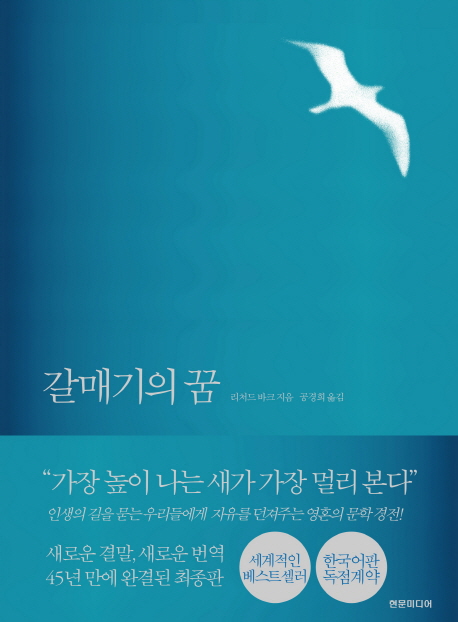 갈매기의 꿈 리처드 바크 지음 공경희 옮김
“가장 높이 나는 새가 가장 멀리 본다”
인생의 길을 묻는 우리들에게 자유를 던져주는 영혼의 문학 경전!
새로운 결말, 새로운 번역
45년 만에 완결된 최종판
세계적인
베스트셀러
한국어판
독점계약
현문미디어